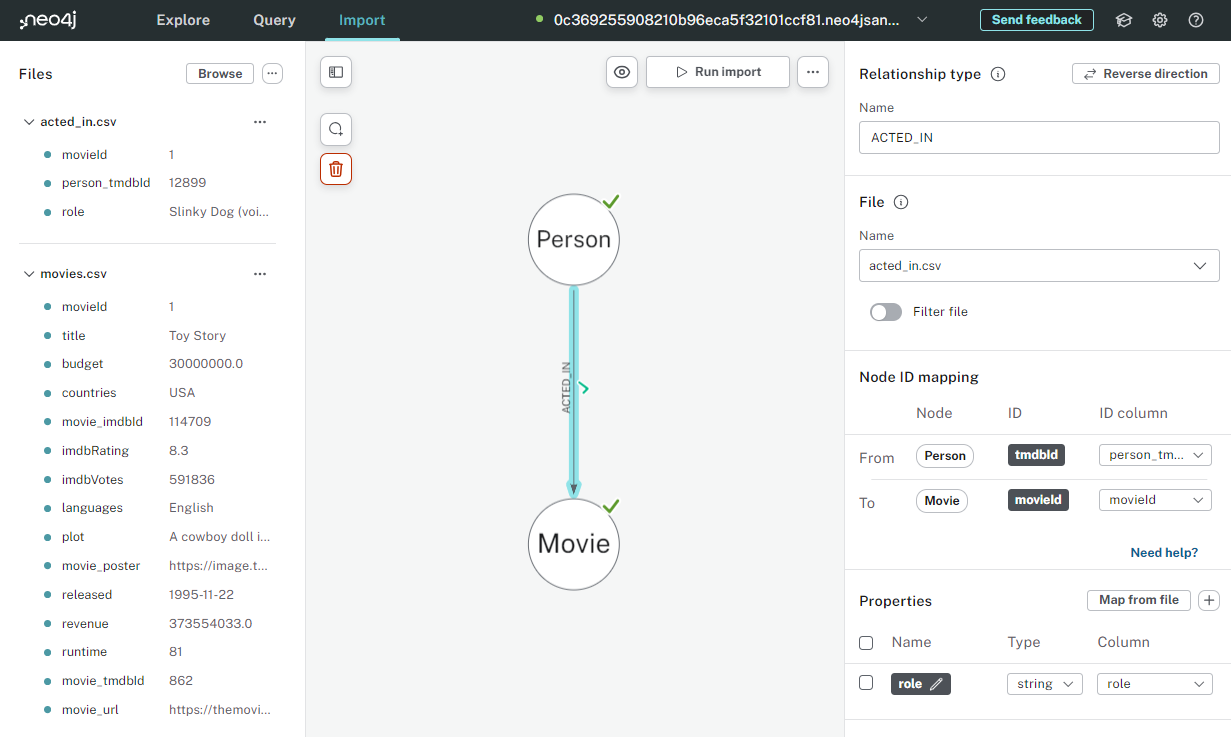 :neo4j
Explore
Query
Import
0c369255908210b96eca5f32101ccf81.neo4jsan...
Send feedback
Files
Browse
...
acted_in.csv
...
movieId 1
person_tmdbId 12899
role Slinky Dog (voi...
movies.csv
...
movieId 1
title Toy Story
budget 30000000.0
countries USA
movie_imdbId 114709
imdbRating 8.3
imdbVotes 591836
languages English
plot A cowboy doll i...
movie_poster https://image.t...
released 1995-11-22
revenue 373554033.0
runtime 81
movie_tmdbId 862
movie_url https://themovi...
Run import
...
Person
ACTED_IN
Movie
Relationship type
Reverse direction
Name
ACTED_IN
File
Name
acted_in.csv
Filter file
Node ID mapping
Node ID ID column
From Person tmdbId person_tm...
To Movie movieId movieId
Need help?
Properties
Map from file
+
Name Type Column
role string role